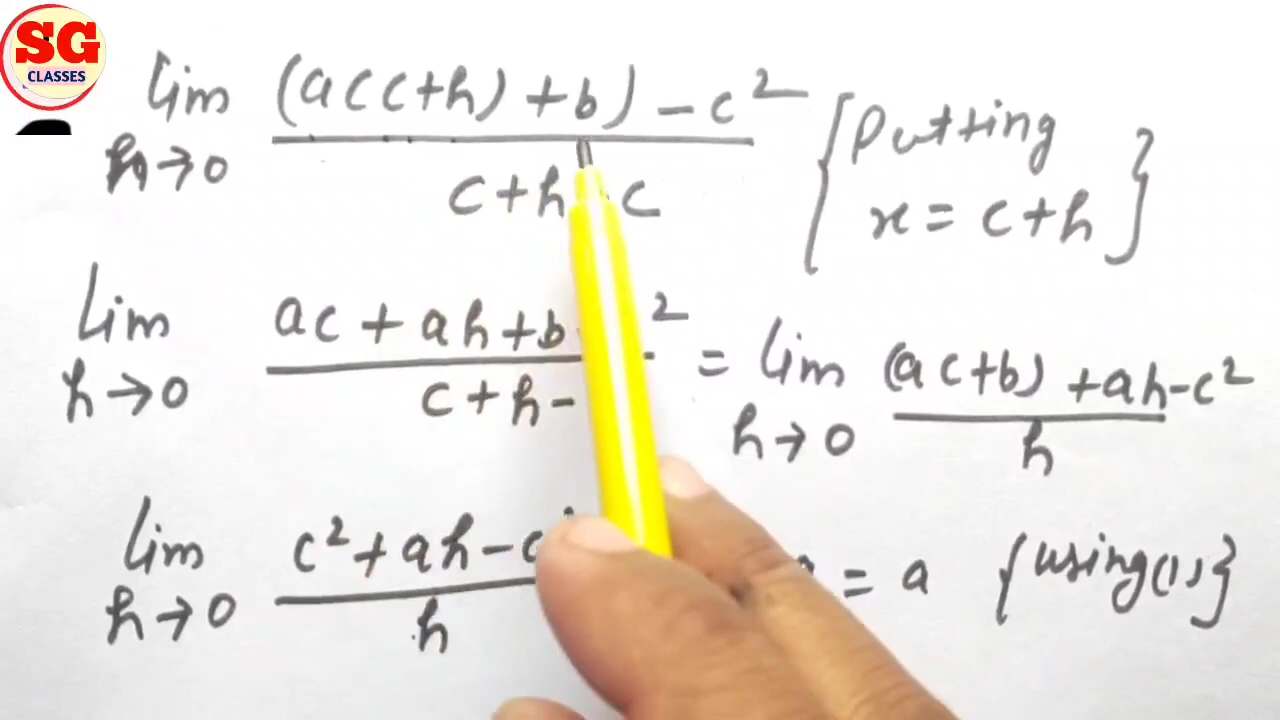 SG
CLASSES
lim (a(c+h) + b) - c²
h→0 c+h c
{Putting
x = c+h}
lim ac + ah + b ²
h→0 c+h-
= lim (ac+b) + ah - c²
h→0 h
lim c² + ah - c
h→0 h
= a {using(1)}